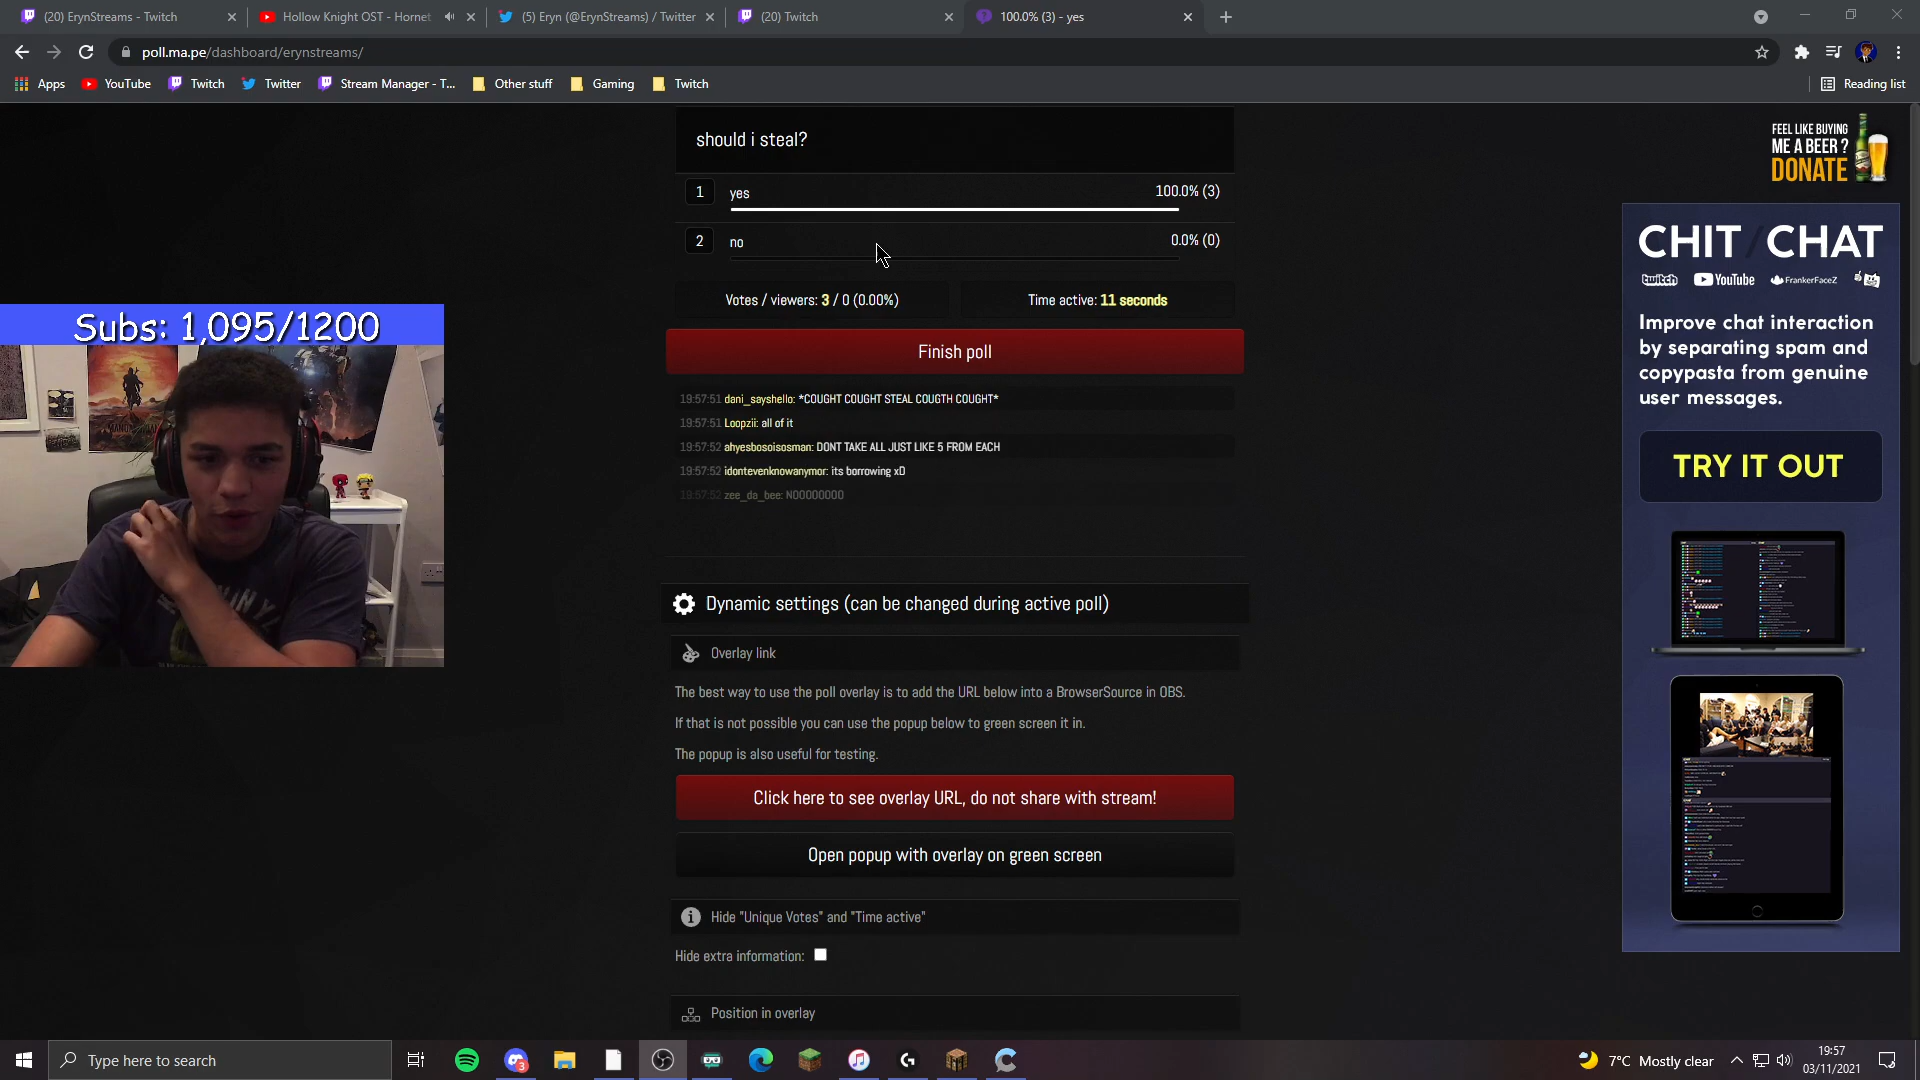 (20) ErynStreams - Twitch
Hollow Knight OST - Hornet
(5) Eryn (@ErynStreams) / Twitter
(20) Twitch
100.0% (3) - yes
poll.ma.pe/dashboard/erynstreams/
Apps
YouTube
Twitch
Twitter
Stream Manager - T...
Other stuff
Gaming
Twitch
Reading list
should i steal?
1 yes 100.0% (3)
2 no 0.0% (0)
Votes / viewers: 3 / 0 (0.00%)
Time active: 11 seconds
Finish poll
19:57:51 dani_sayshello: *COUGHT COUGHT STEAL COUGTH COUGHT*
19:57:51 Loopzii: all of it
19:57:52 ahyesbosoisosman: DONT TAKE ALL JUST LIKE 5 FROM EACH
19:57:52 idontevenknowanymor: its borrowing xD
19:57:52 zee_da_bee: NOOOOOOOO
Dynamic settings (can be changed during active poll)
Overlay link
The best way to use the poll overlay is to add the URL below into a BrowserSource in OBS.
If that is not possible you can use the popup below to green screen it in.
The popup is also useful for testing.
Click here to see overlay URL, do not share with stream!
Open popup with overlay on green screen
Hide "Unique Votes" and "Time active"
Hide extra information:
Position in overlay
Subs: 1,095/1200
FEEL LIKE BUYING
ME A BEER ?
DONATE
CHIT / CHAT
twitch YouTube FrankerFaceZ
Improve chat interaction
by separating spam and
copypasta from genuine
user messages.
TRY IT OUT
Type here to search
3
7°C Mostly clear
19:57
03/11/2021